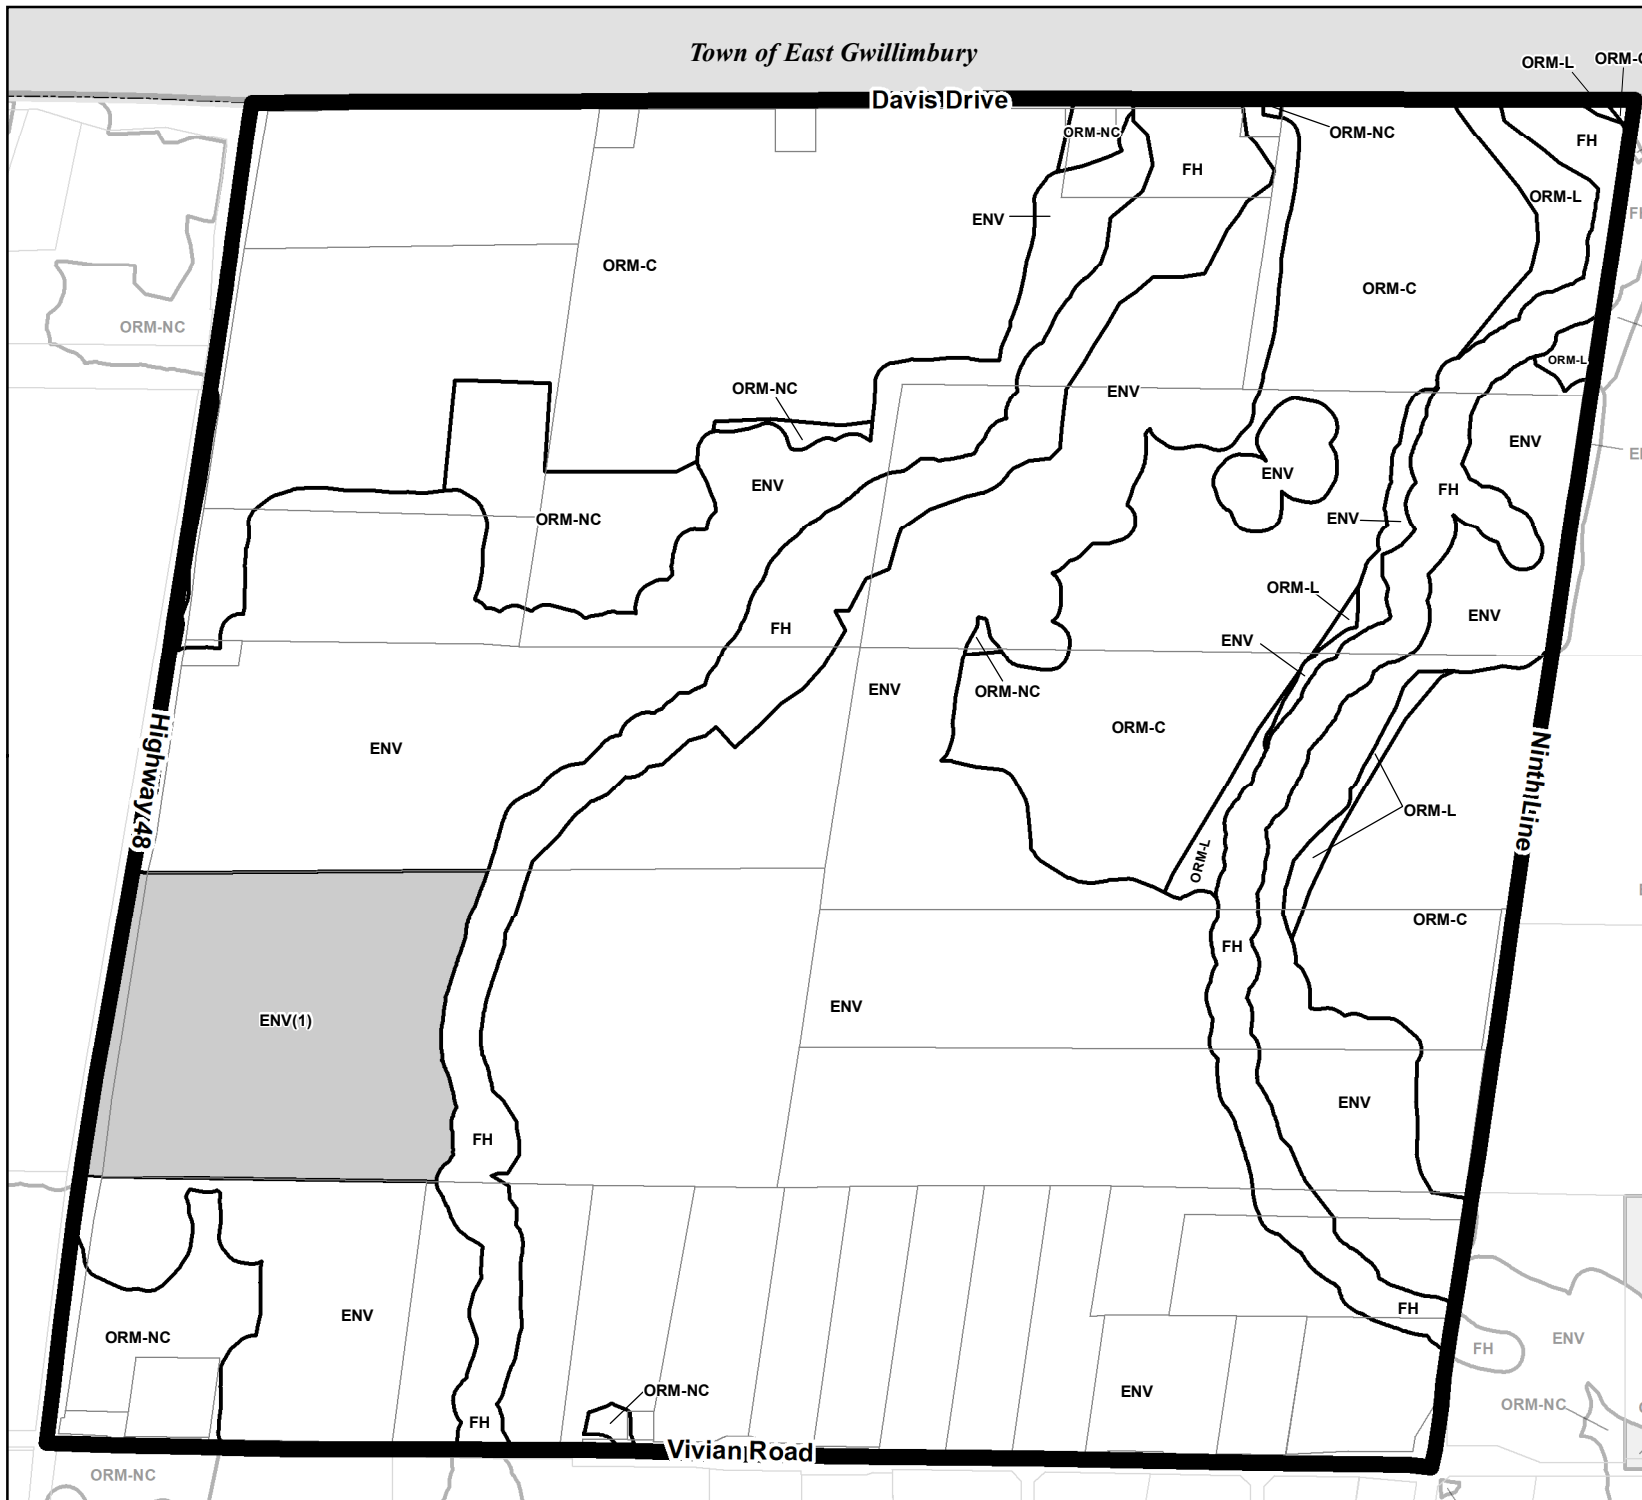 Town of East Gwillimbury
ORM-L
ORM-C
Davis Drive
ORM-NC
ORM-NC
FH
FH
ORM-L
ENV
ORM-C
ORM-C
ORM-NC
ORM-L
ORM-NC
ENV
ENV
ENV
ENV
ENV
FH
ENV
ORM-NC
ORM-L
ENV
FH
ENV
ENV
ORM-NC
ORM-C
ENV
Highway 48
Ninth Line
ORM-L
ORM-L
ORM-C
FH
ENV
ENV(1)
ENV
FH
FH
ENV
ENV
ORM-NC
FH
ENV
ORM-NC
ENV
ORM-NC
FH
Vivian Road
ORM-NC